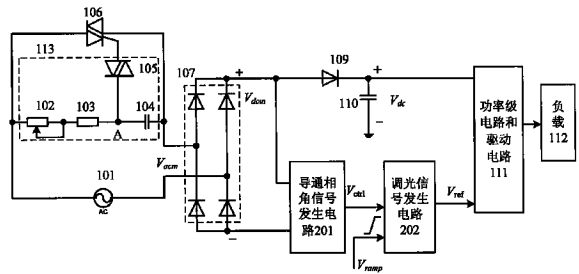 106
113
105
102
103
104
A
V_acm
101
AC
107
+
V_dcm
−
109
+
110
V_dc
−
导通相
角信号
发生电
路201
V_ctrl
V_ramp
调光信
号发生
电路
202
V_ref
功率级
电路和
驱动
电路
111
负
载
112